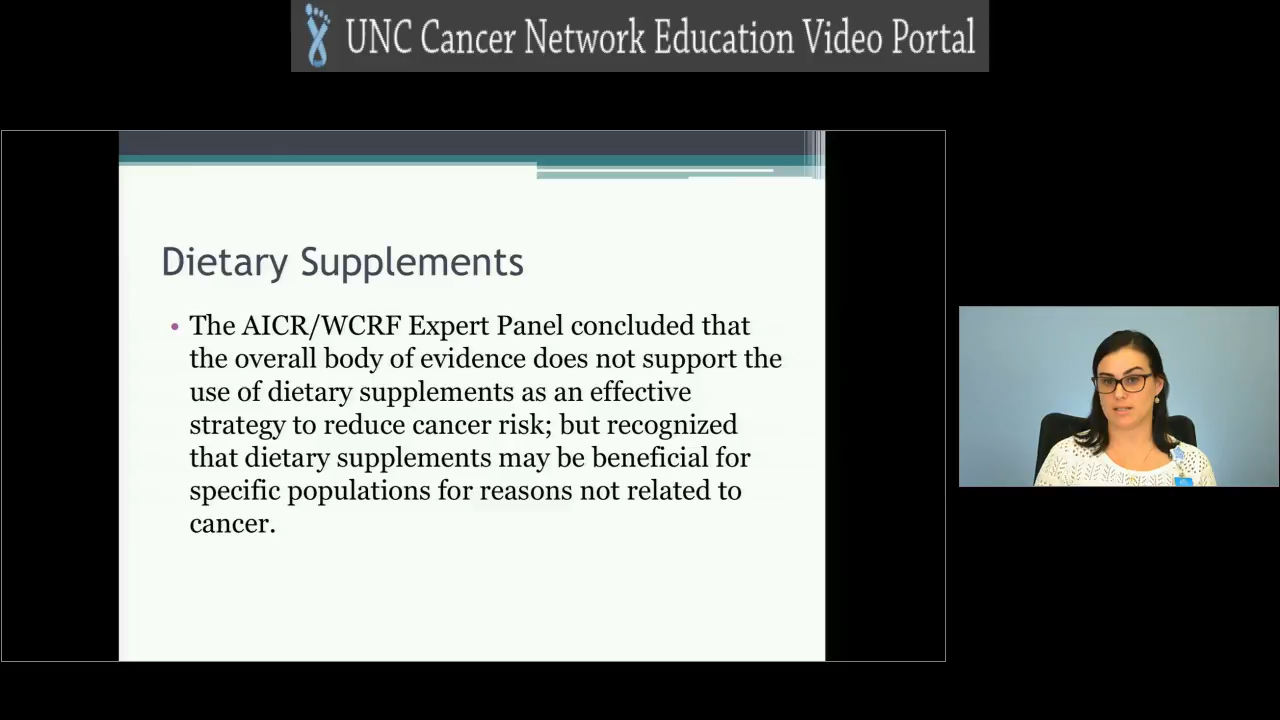 UNC Cancer Network Education Video Portal
Dietary Supplements
• The AICR/WCRF Expert Panel concluded that
the overall body of evidence does not support the
use of dietary supplements as an effective
strategy to reduce cancer risk; but recognized
that dietary supplements may be beneficial for
specific populations for reasons not related to
cancer.